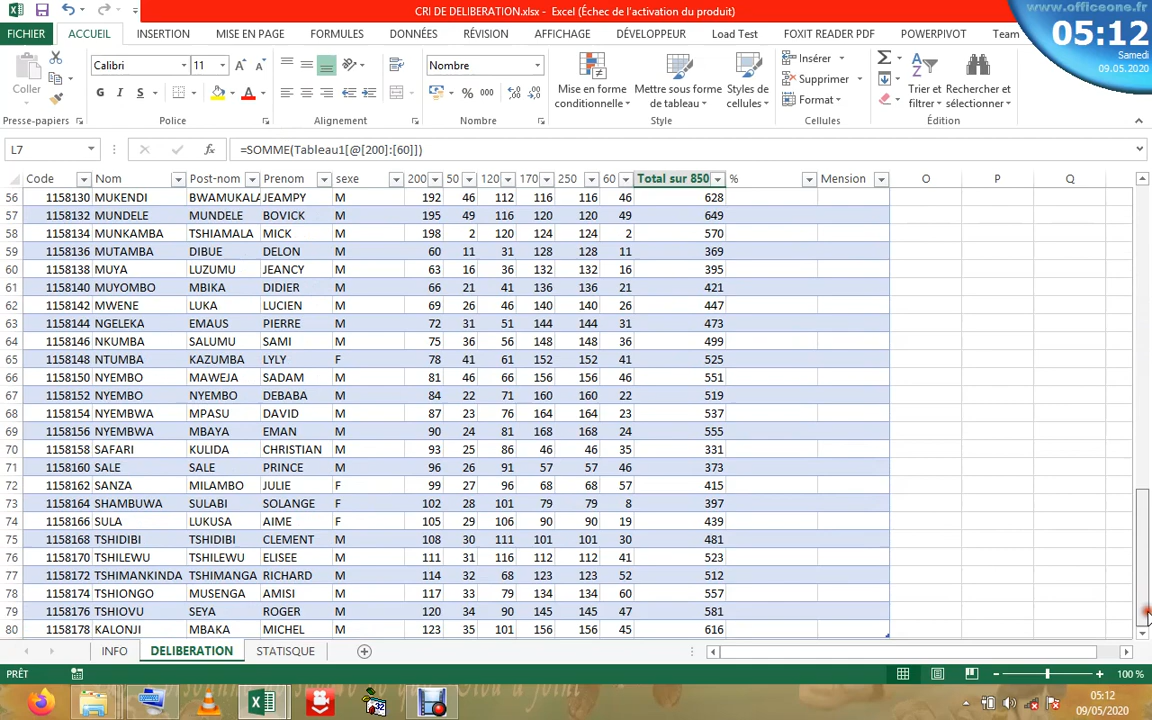 CRI DE DELIBERATION.xlsx - Excel (Échec de l'activation du produit)
www.officeone.fr
05:12
Samedi
09.05.2020
FICHIER ACCUEIL INSERTION MISE EN PAGE FORMULES DONNÉES RÉVISION AFFICHAGE DÉVELOPPEUR Load Test FOXIT READER PDF POWERPIVOT Team
Coller
Calibri 11
G I S
Nombre
% 000
Mise en forme conditionnelle
Mettre sous forme de tableau
Styles de cellules
Insérer
Supprimer
Format
Trier et filtrer
Rechercher et sélectionner
Presse-papiers Police Alignement Nombre Style Cellules Édition
L7 fx =SOMME(Tableau1[@[200]:[60]])
Code Nom Post-nom Prenom sexe 200 50 120 170 250 60 Total sur 850 % Mension O P Q
56 1158130 MUKENDI BWAMUKALA JEAMPY M 192 46 112 116 116 46 628
57 1158132 MUNDELE MUNDELE BOVICK M 195 49 116 120 120 49 649
58 1158134 MUNKAMBA TSHIAMALA MICK M 198 2 120 124 124 2 570
59 1158136 MUTAMBA DIBUE DELON M 60 11 31 128 128 11 369
60 1158138 MUYA LUZUMU JEANCY M 63 16 36 132 132 16 395
61 1158140 MUYOMBO MBIKA DIDIER M 66 21 41 136 136 21 421
62 1158142 MWENE LUKA LUCIEN M 69 26 46 140 140 26 447
63 1158144 NGELEKA EMAUS PIERRE M 72 31 51 144 144 31 473
64 1158146 NKUMBA SALUMU SAMI M 75 36 56 148 148 36 499
65 1158148 NTUMBA KAZUMBA LYLY F 78 41 61 152 152 41 525
66 1158150 NYEMBO MAWEJA SADAM M 81 46 66 156 156 46 551
67 1158152 NYEMBO NYEMBO DEBABA M 84 22 71 160 160 22 519
68 1158154 NYEMBWA MPASU DAVID M 87 23 76 164 164 23 537
69 1158156 NYEMBWA MBAYA EMAN M 90 24 81 168 168 24 555
70 1158158 SAFARI KULIDA CHRISTIAN M 93 25 86 46 46 35 331
71 1158160 SALE SALE PRINCE M 96 26 91 57 57 46 373
72 1158162 SANZA MILAMBO JULIE F 99 27 96 68 68 57 415
73 1158164 SHAMBUWA SULABI SOLANGE F 102 28 101 79 79 8 397
74 1158166 SULA LUKUSA AIME F 105 29 106 90 90 19 439
75 1158168 TSHIDIBI TSHIDIBI CLEMENT M 108 30 111 101 101 30 481
76 1158170 TSHILEWU TSHILEWU ELISEE M 111 31 116 112 112 41 523
77 1158172 TSHIMANKINDA TSHIMANGA RICHARD M 114 32 68 123 123 52 512
78 1158174 TSHIONGO MUSENGA AMISI M 117 33 79 134 134 60 557
79 1158176 TSHIOVU SEYA ROGER M 120 34 90 145 145 47 581
80 1158178 KALONJI MBAKA MICHEL M 123 35 101 156 156 45 616
INFO DELIBERATION STATISQUE
PRÊT 100 %
05:12
09/05/2020